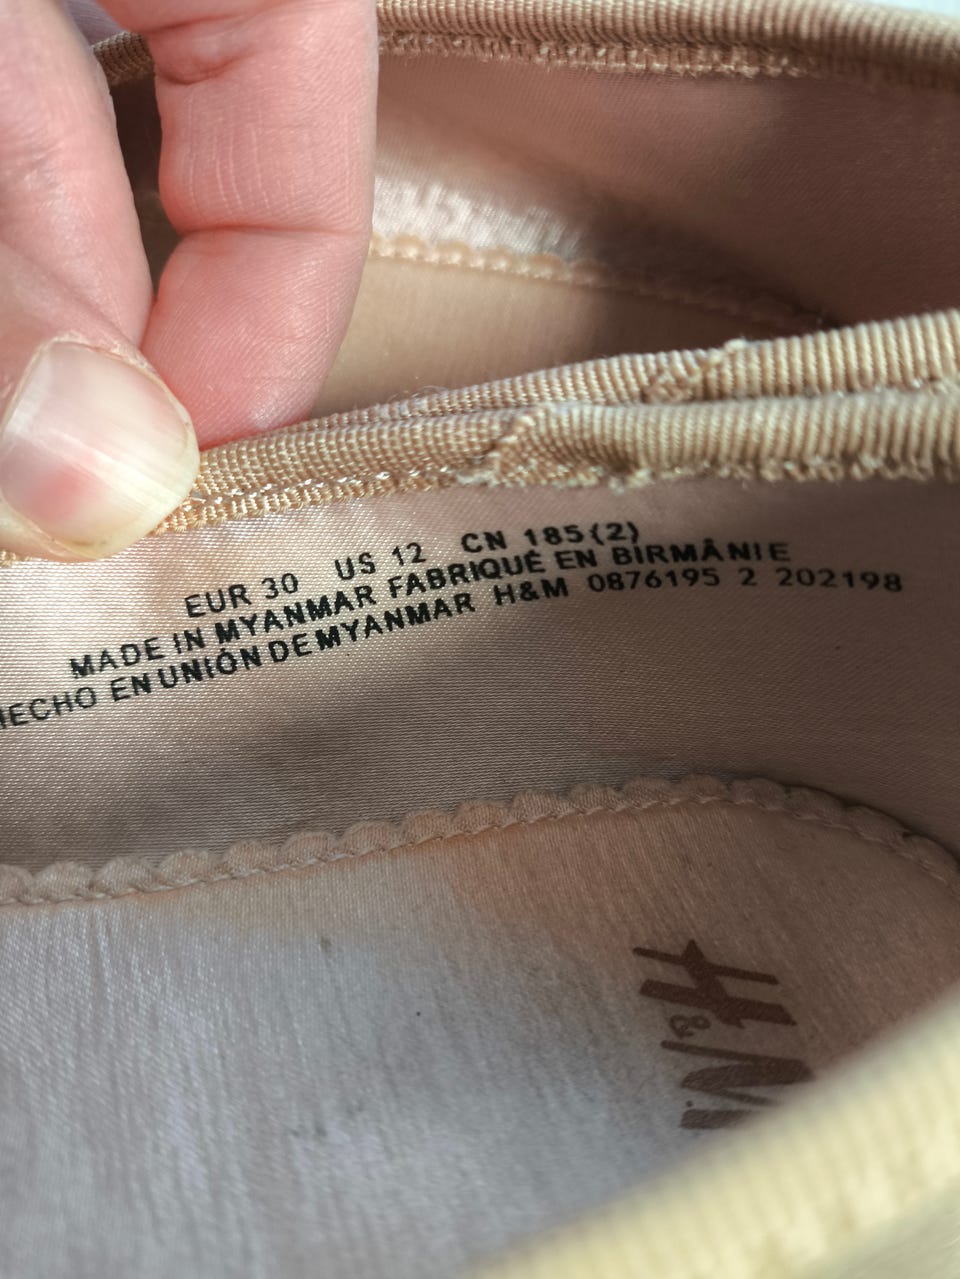 EUR 30 US 12 CN 185(2)
MADE IN MYANMAR FABRIQUÉ EN BIRMÂNIE
HECHO EN UNIÓN DE MYANMAR H&M 0876195 2 202198
H&M